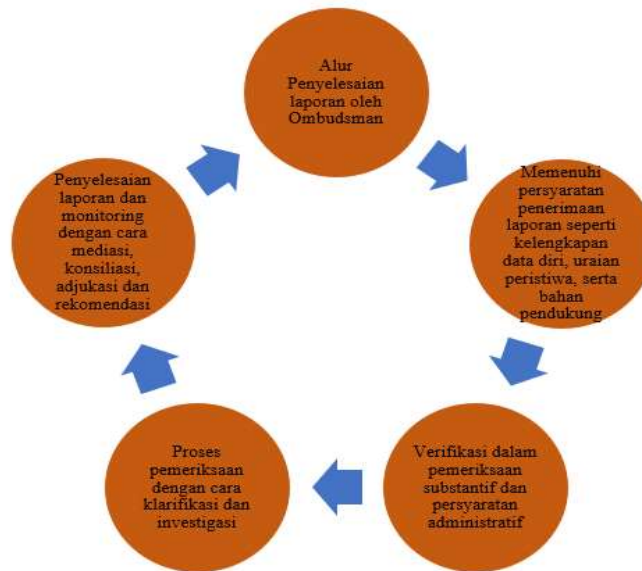 Alur
Penyelesaian
laporan oleh
Ombudsman
Memenuhi
persyaratan
penerimaan
laporan seperti
kelengkapan
data diri, uraian
peristiwa, serta
bahan
pendukung
Verifikasi dalam
pemeriksaan
substantif dan
persyaratan
administratif
Proses
pemeriksaan
dengan cara
klarifikasi dan
investigasi
Penyelesaian
laporan dan
monitoring
dengan cara
mediasi,
konsiliasi,
adjukasi dan
rekomendasi